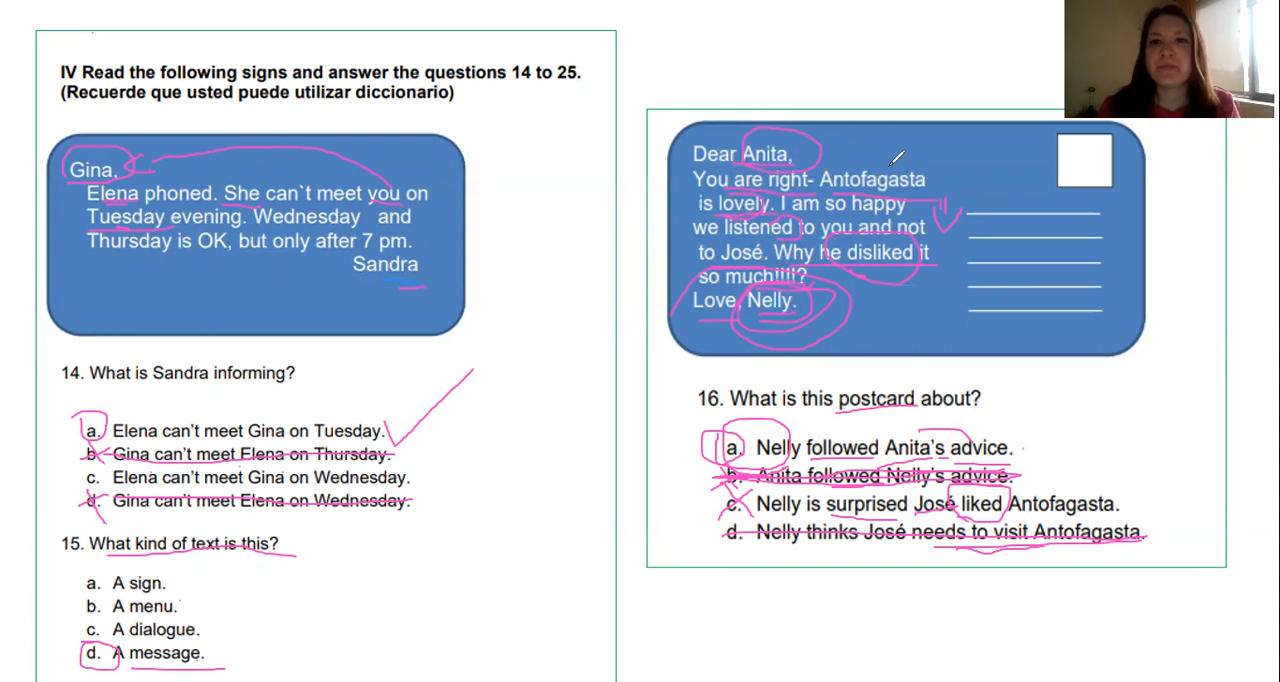 IV Read the following signs and answer the questions 14 to 25.
(Recuerde que usted puede utilizar diccionario)
Gina,
Elena phoned. She can`t meet you on
Tuesday evening. Wednesday and
Thursday is OK, but only after 7 pm.
Sandra
14. What is Sandra informing?
a. Elena can't meet Gina on Tuesday.
b. Gina can't meet Elena on Thursday.
c. Elena can't meet Gina on Wednesday.
d. Gina can't meet Elena on Wednesday.
15. What kind of text is this?
a. A sign.
b. A menu.
c. A dialogue.
d. A message.
Dear Anita,
You are right- Antofagasta
is lovely. I am so happy
we listened to you and not
to José. Why he disliked it
so much!!!!!?
Love, Nelly.
16. What is this postcard about?
a. Nelly followed Anita's advice.
b. Anita followed Nelly's advice.
c. Nelly is surprised José liked Antofagasta.
d. Nelly thinks José needs to visit Antofagasta.